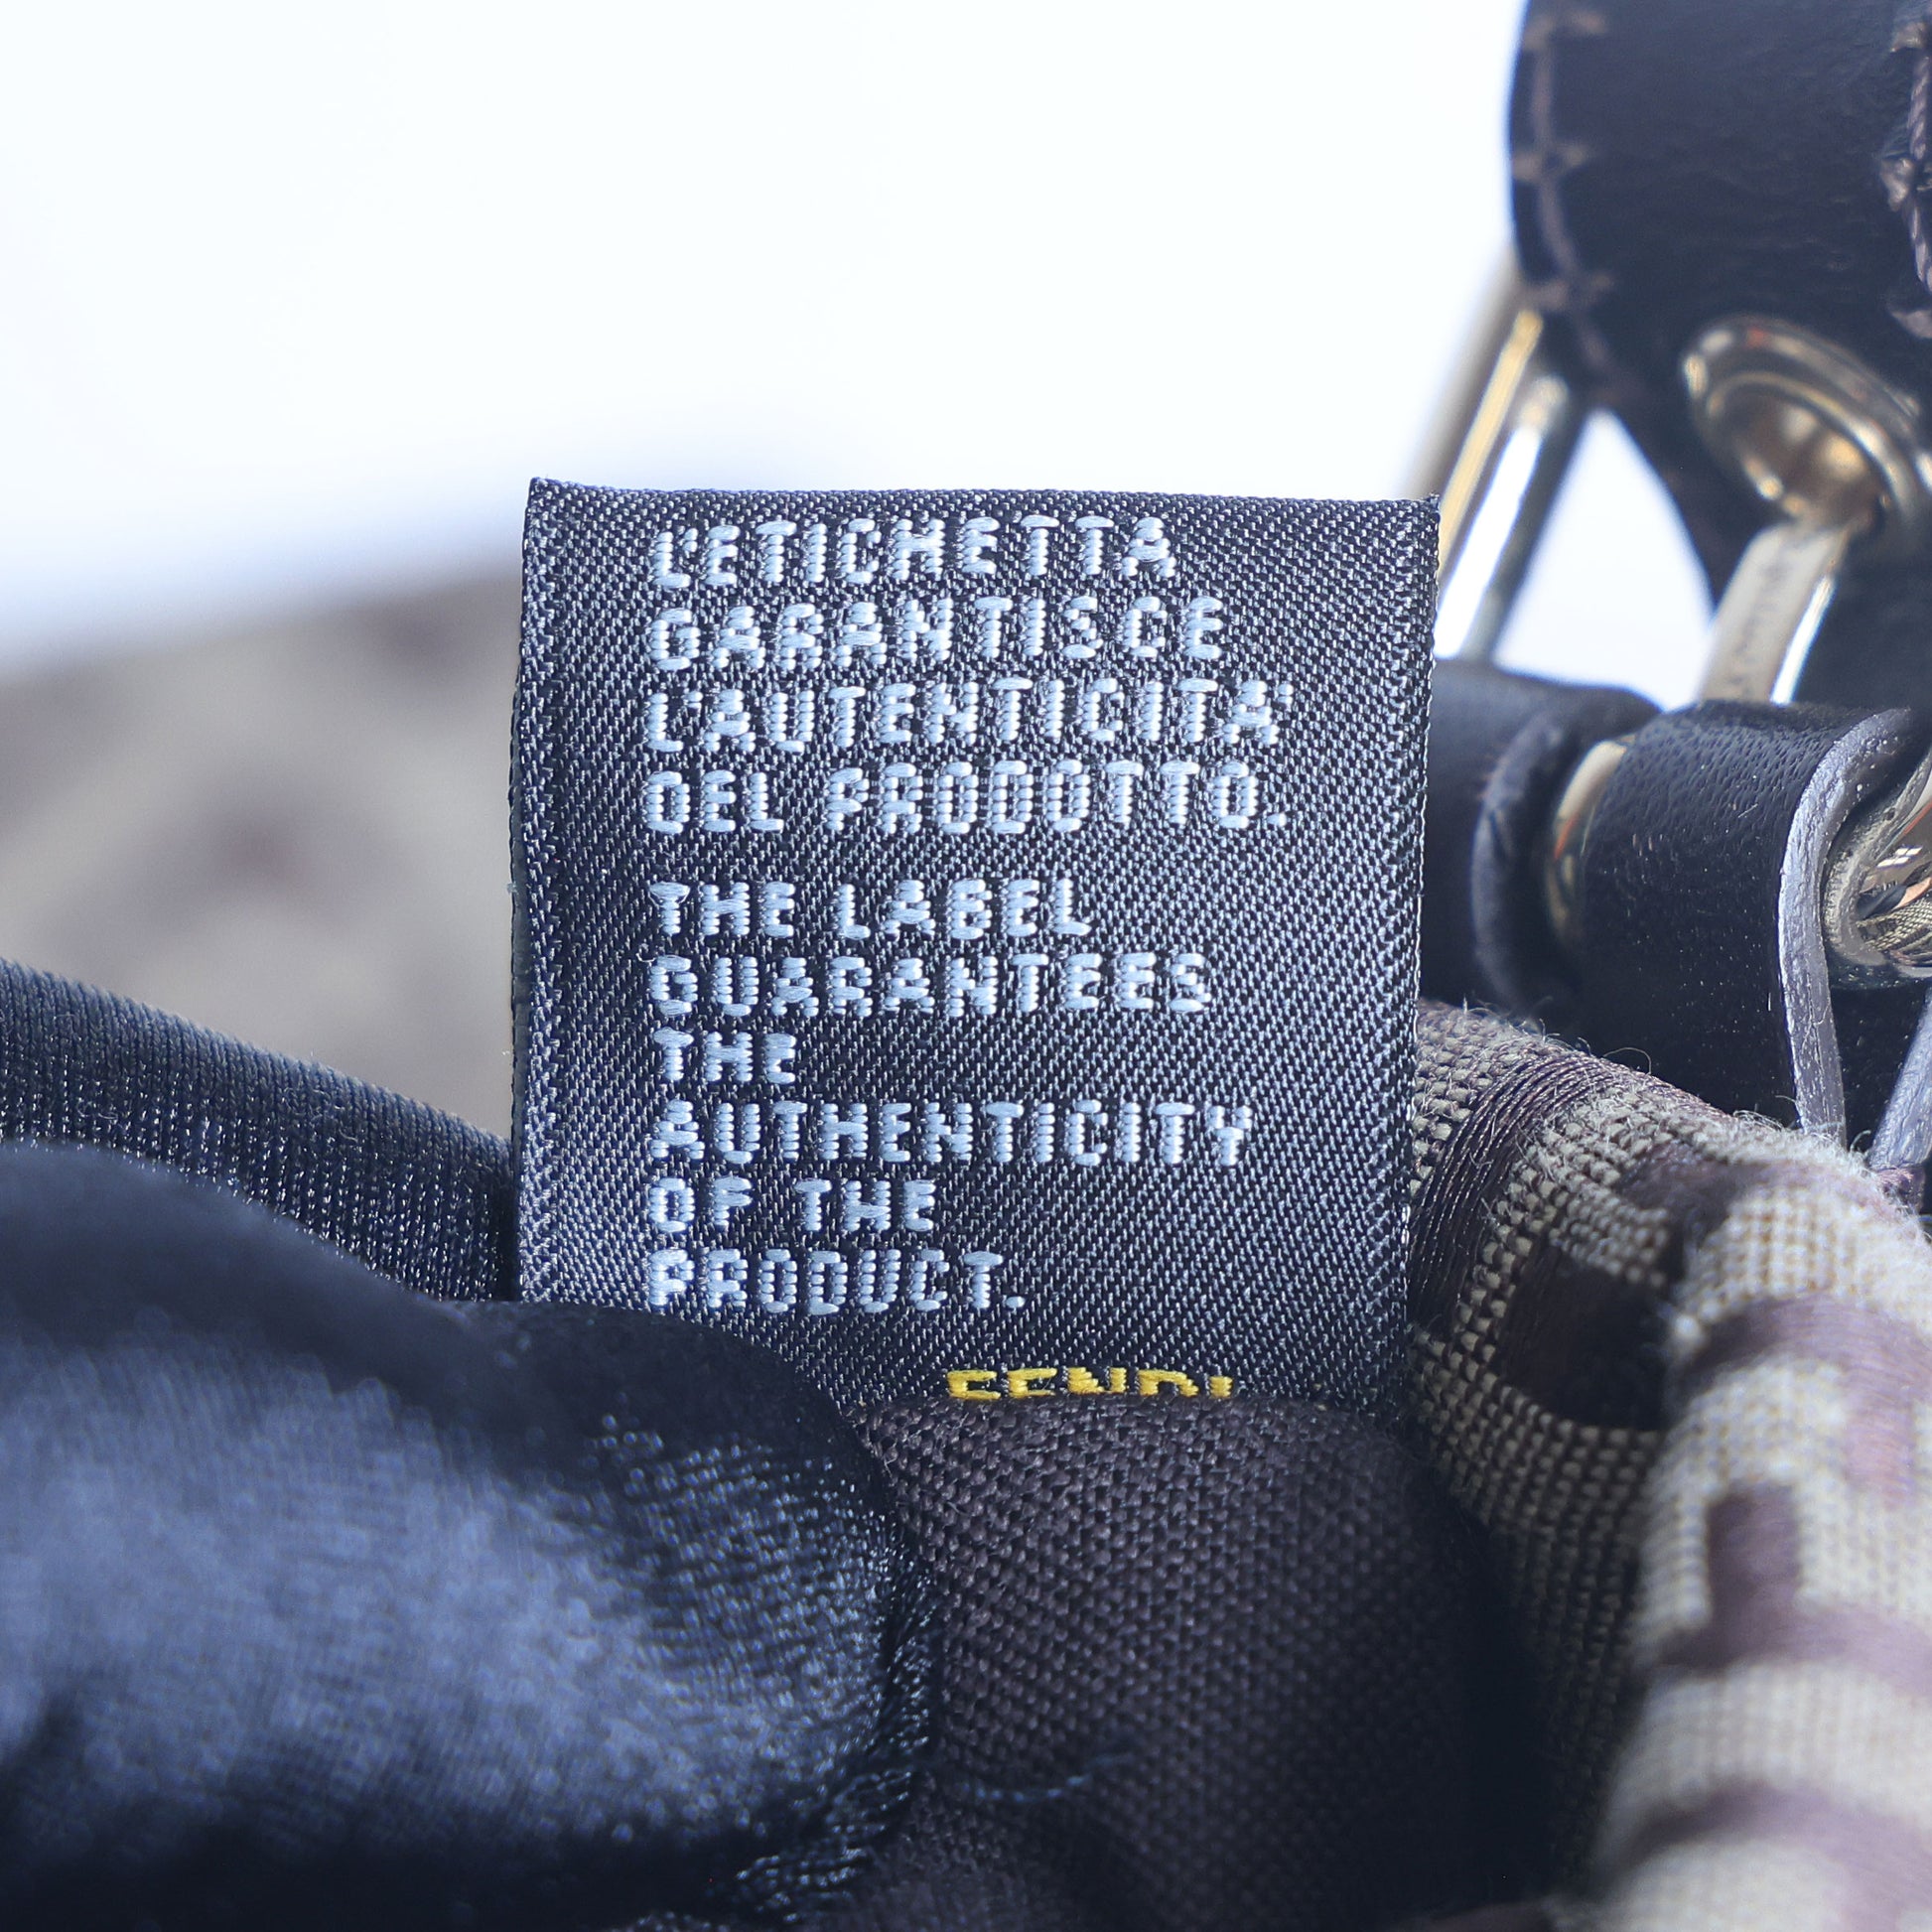 L'ETICHETTA
GARANTISCE
L'AUTENTICITA'
DEL PRODOTTO.
THE LABEL
GUARANTEES
THE
AUTHENTICITY
OF THE
PRODUCT.
FENDI